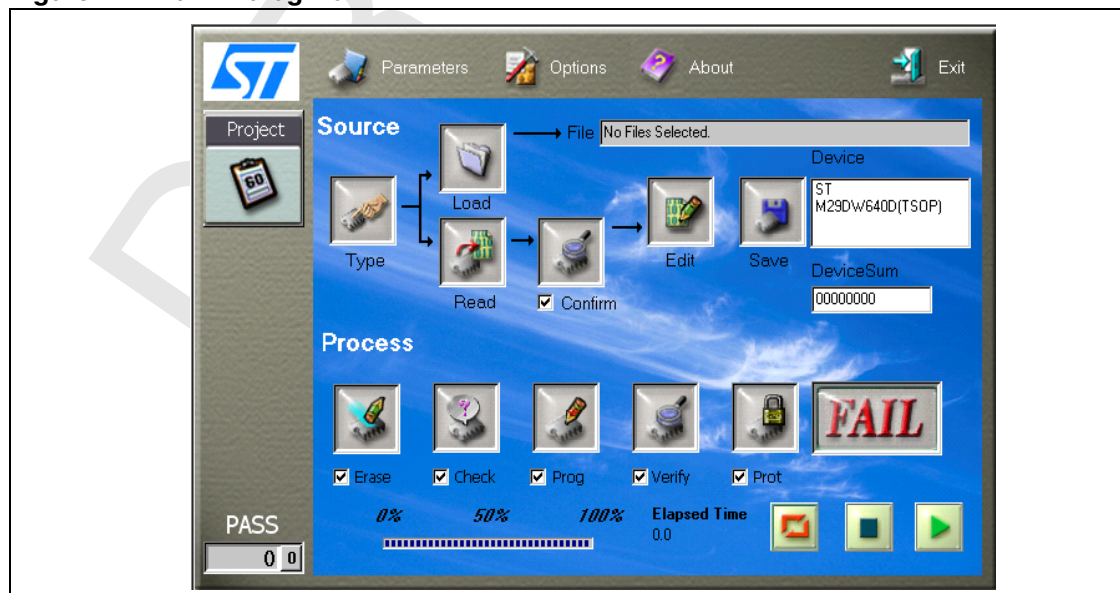 ST
Parameters
Options
About
Exit
Project
GO
Source
File
No Files Selected.
Device
ST
M29DW640D(TSOP)
Load
Type
Edit
Save
DeviceSum
00000000
Read
Confirm
Process
FAIL
Erase
Check
Prog
Verify
Prot
0%
50%
100%
Elapsed Time
0.0
PASS
0
0